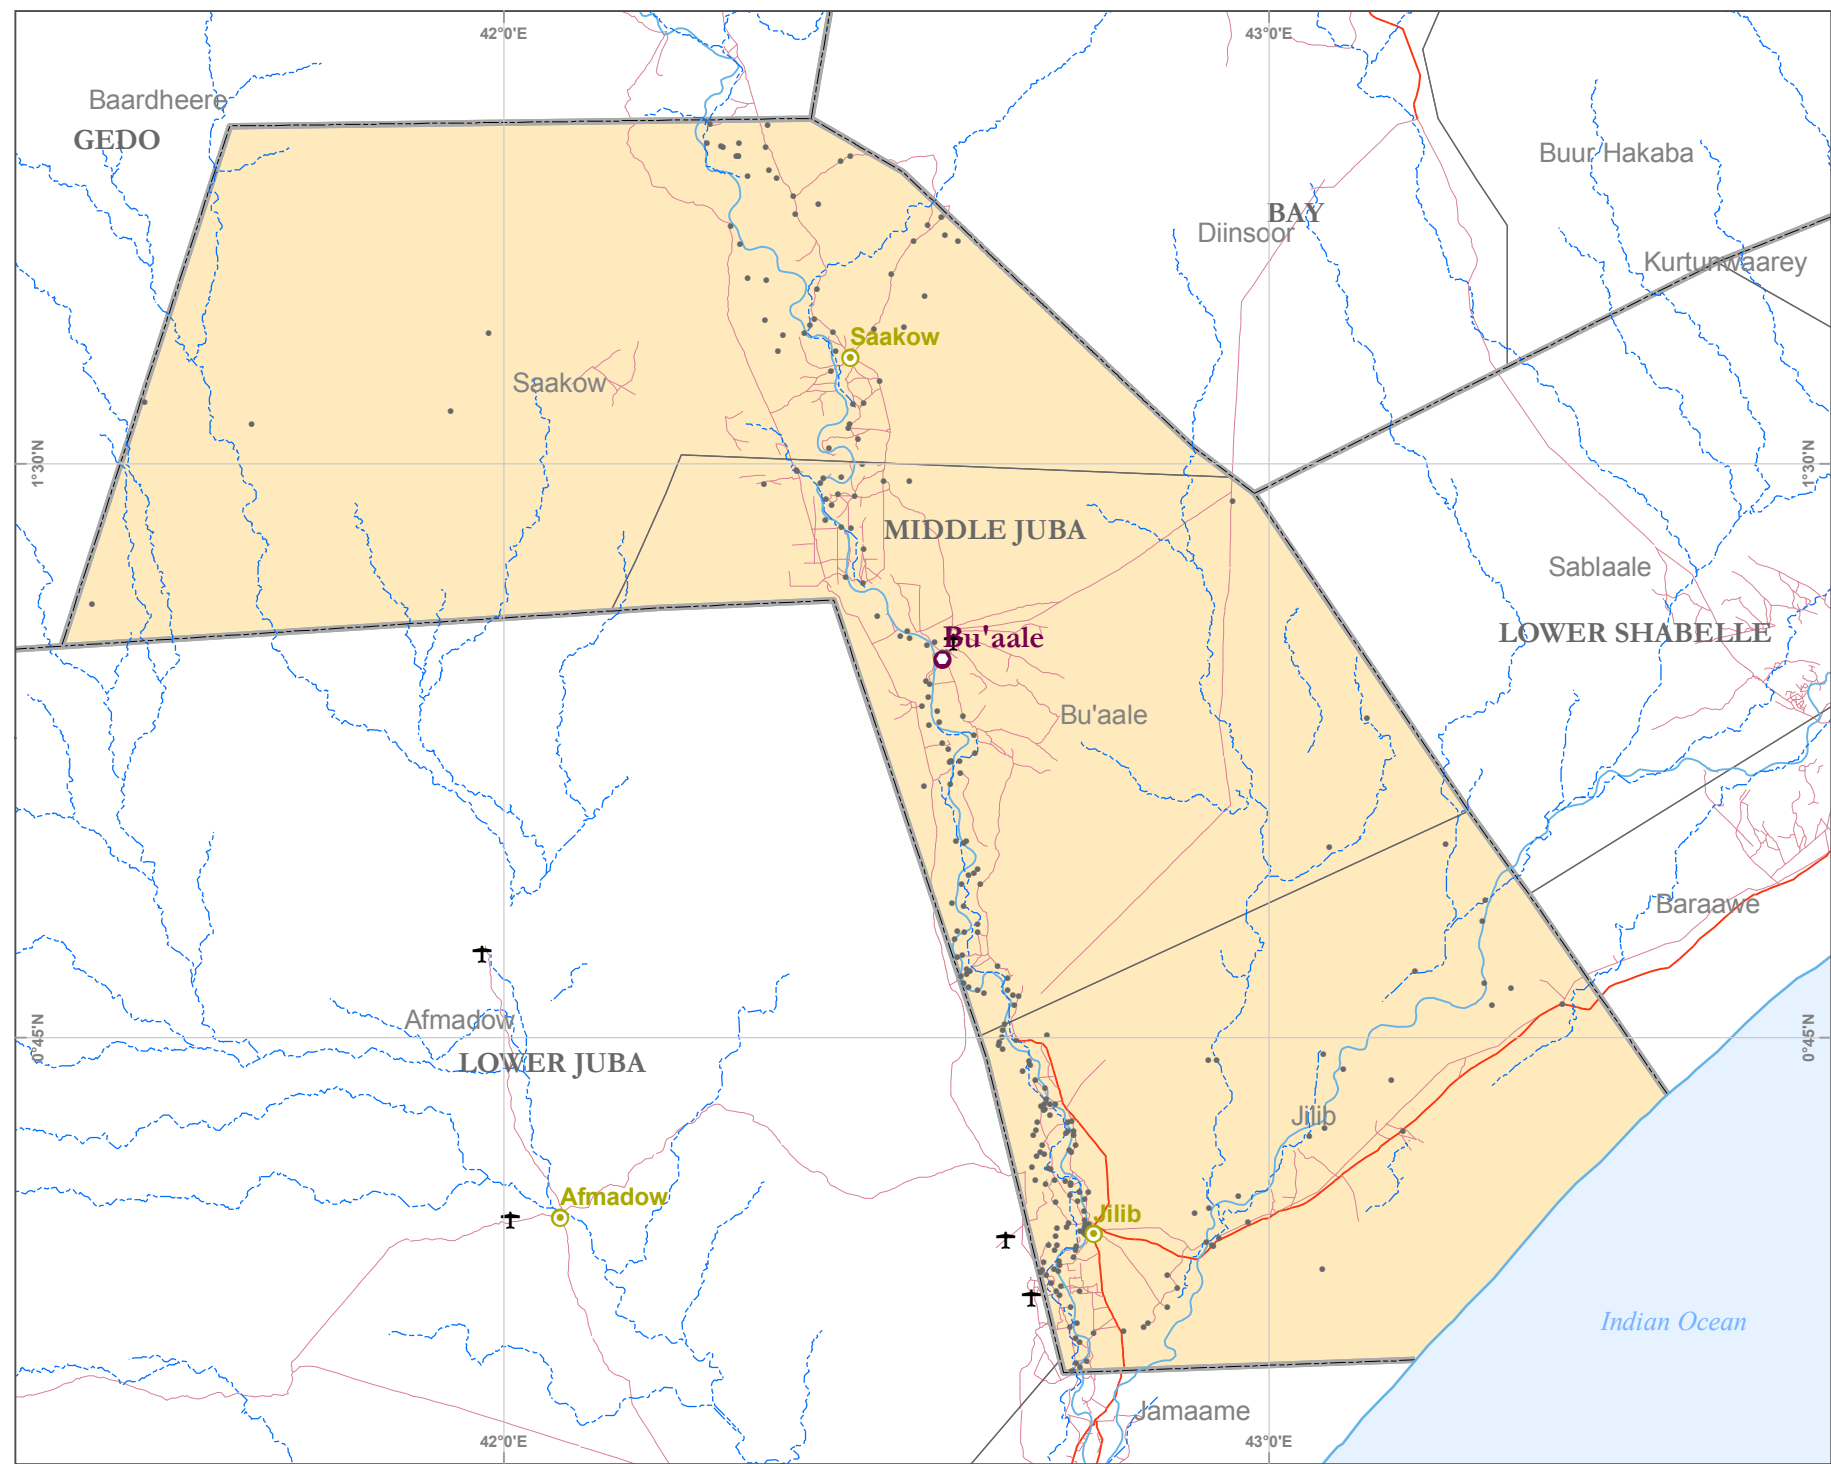 42°0'E
43°0'E
Baardheere
GEDO
Buur Hakaba
BAY
Diinsoor
Kurtunwaarey
Saakow
Saakow
1°30'N
1°30'N
MIDDLE JUBA
Sablaale
LOWER SHABELLE
Bu'aale
Bu'aale
Baraawe
Afmadow
0°45'N
0°45'N
LOWER JUBA
Jilib
Afmadow
Jilib
Indian Ocean
Jamaame
42°0'E
43°0'E